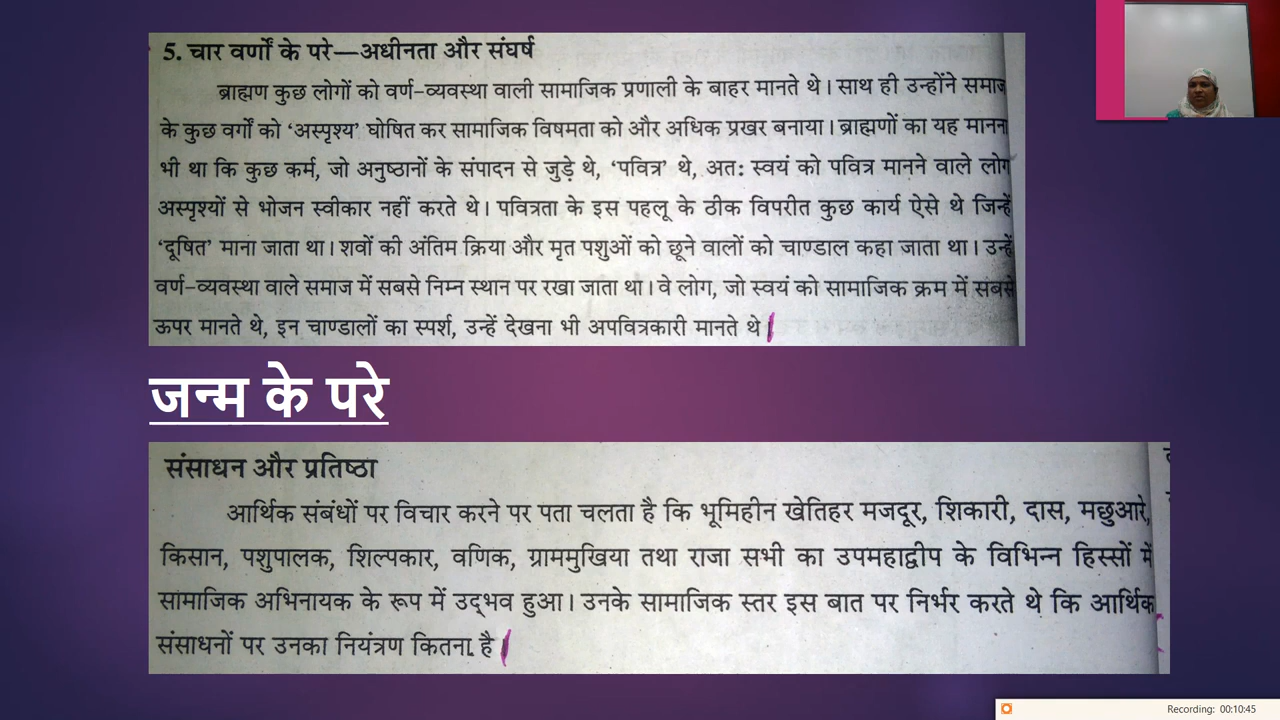 5. चार वर्णों के परे—अधीनता और संघर्ष
ब्राह्मण कुछ लोगों को वर्ण-व्यवस्था वाली सामाजिक प्रणाली के बाहर मानते थे। साथ ही उन्होंने समाज
के कुछ वर्गों को ‘अस्पृश्य’ घोषित कर सामाजिक विषमता को और अधिक प्रखर बनाया। ब्राह्मणों का यह मानना
भी था कि कुछ कर्म, जो अनुष्ठानों के संपादन से जुड़े थे, ‘पवित्र’ थे, अतः स्वयं को पवित्र मानने वाले लोग
अस्पृश्यों से भोजन स्वीकार नहीं करते थे। पवित्रता के इस पहलू के ठीक विपरीत कुछ कार्य ऐसे थे जिन्हें
‘दूषित’ माना जाता था। शवों की अंतिम क्रिया और मृत पशुओं को छूने वालों को चाण्डाल कहा जाता था। उन्हें
वर्ण-व्यवस्था वाले समाज में सबसे निम्न स्थान पर रखा जाता था। वे लोग, जो स्वयं को सामाजिक क्रम में सबसे
ऊपर मानते थे, इन चाण्डालों का स्पर्श, उन्हें देखना भी अपवित्रकारी मानते थे।
जन्म के परे
संसाधन और प्रतिष्ठा
आर्थिक संबंधों पर विचार करने पर पता चलता है कि भूमिहीन खेतिहर मजदूर, शिकारी, दास, मछुआरे,
किसान, पशुपालक, शिल्पकार, वणिक, ग्राममुखिया तथा राजा सभी का उपमहाद्वीप के विभिन्न हिस्सों में
सामाजिक अभिनायक के रूप में उद्भव हुआ। उनके सामाजिक स्तर इस बात पर निर्भर करते थे कि आर्थिक
संसाधनों पर उनका नियंत्रण कितना है।
Recording: 00:10:45